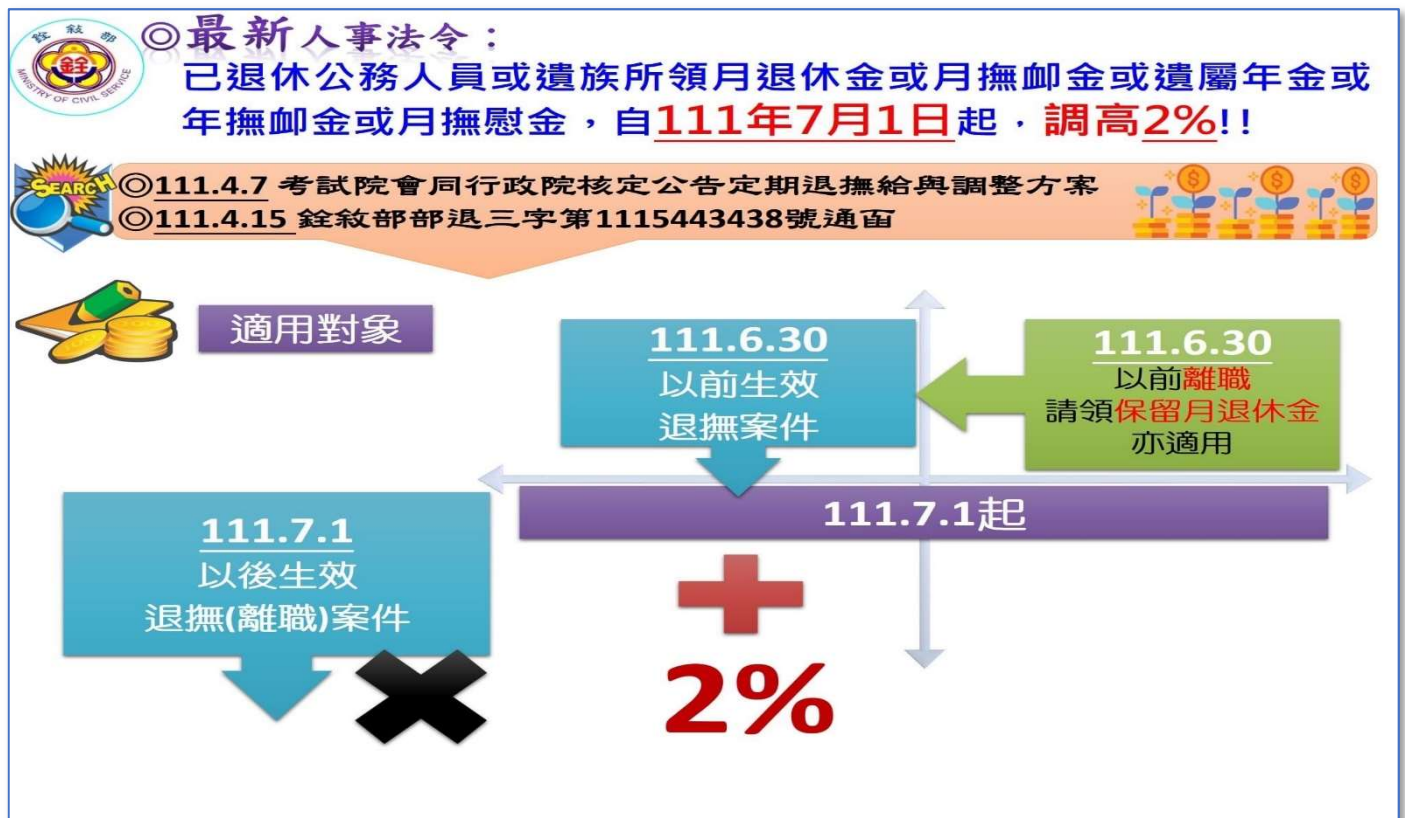 銓敘部
銓
MINISTRY OF CIVIL SERVICE
◎最新人事法令：
已退休公務人員或遺族所領月退休金或月撫卹金或遺屬年金或
年撫卹金或月撫慰金，自111年7月1日起，調高2%!!
SEARCH
◎111.4.7 考試院會同行政院核定公告定期退撫給與調整方案
◎111.4.15 銓敘部部退三字第1115443438號通函
適用對象
111.6.30
以前生效
退撫案件
111.6.30
以前離職
請領保留月退休金
亦適用
111.7.1起
111.7.1
以後生效
退撫(離職)案件
2%